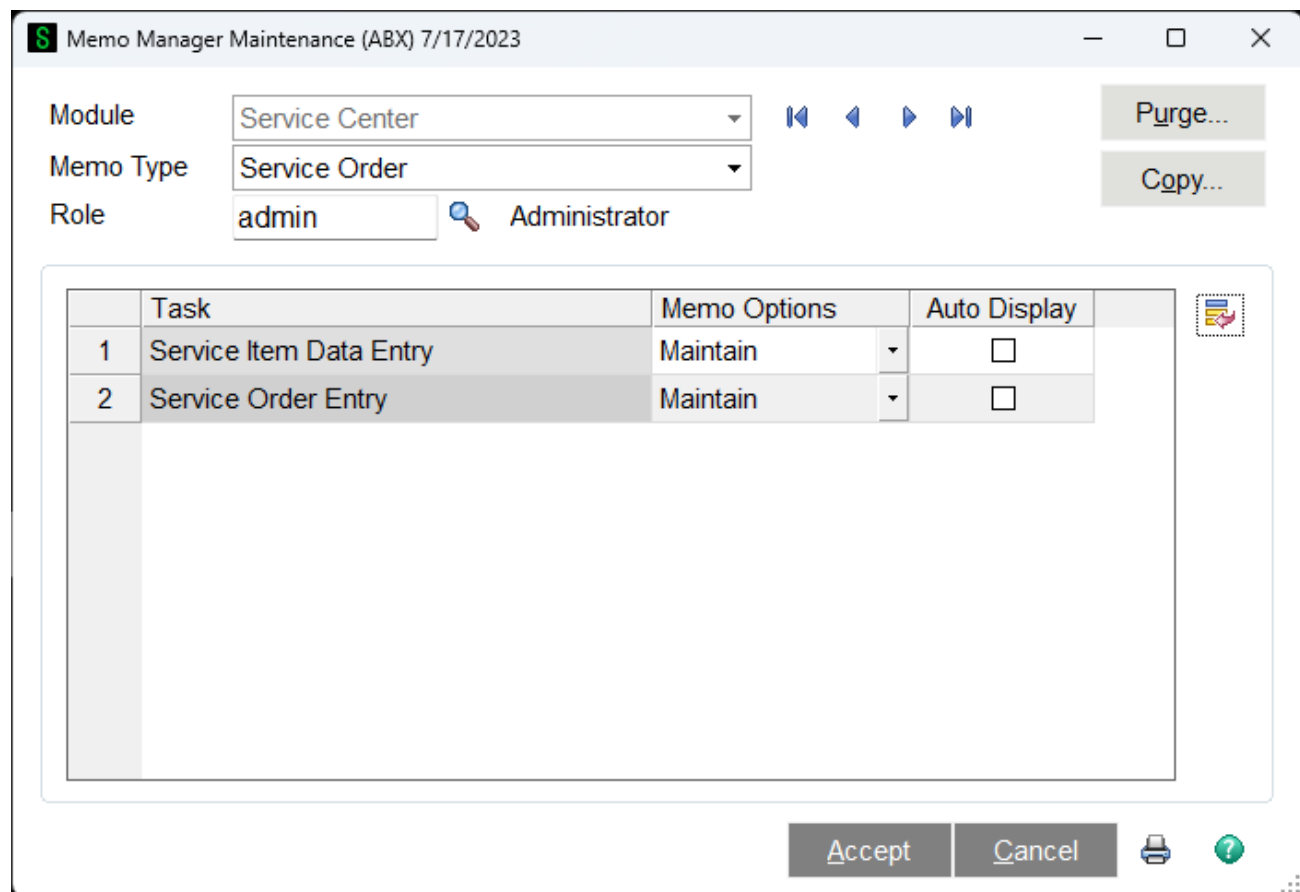 S Memo Manager Maintenance (ABX) 7/17/2023
Module Service Center Purge...
Memo Type Service Order Copy...
Role admin Administrator
Task Memo Options Auto Display
1 Service Item Data Entry Maintain
2 Service Order Entry Maintain
Accept Cancel ?